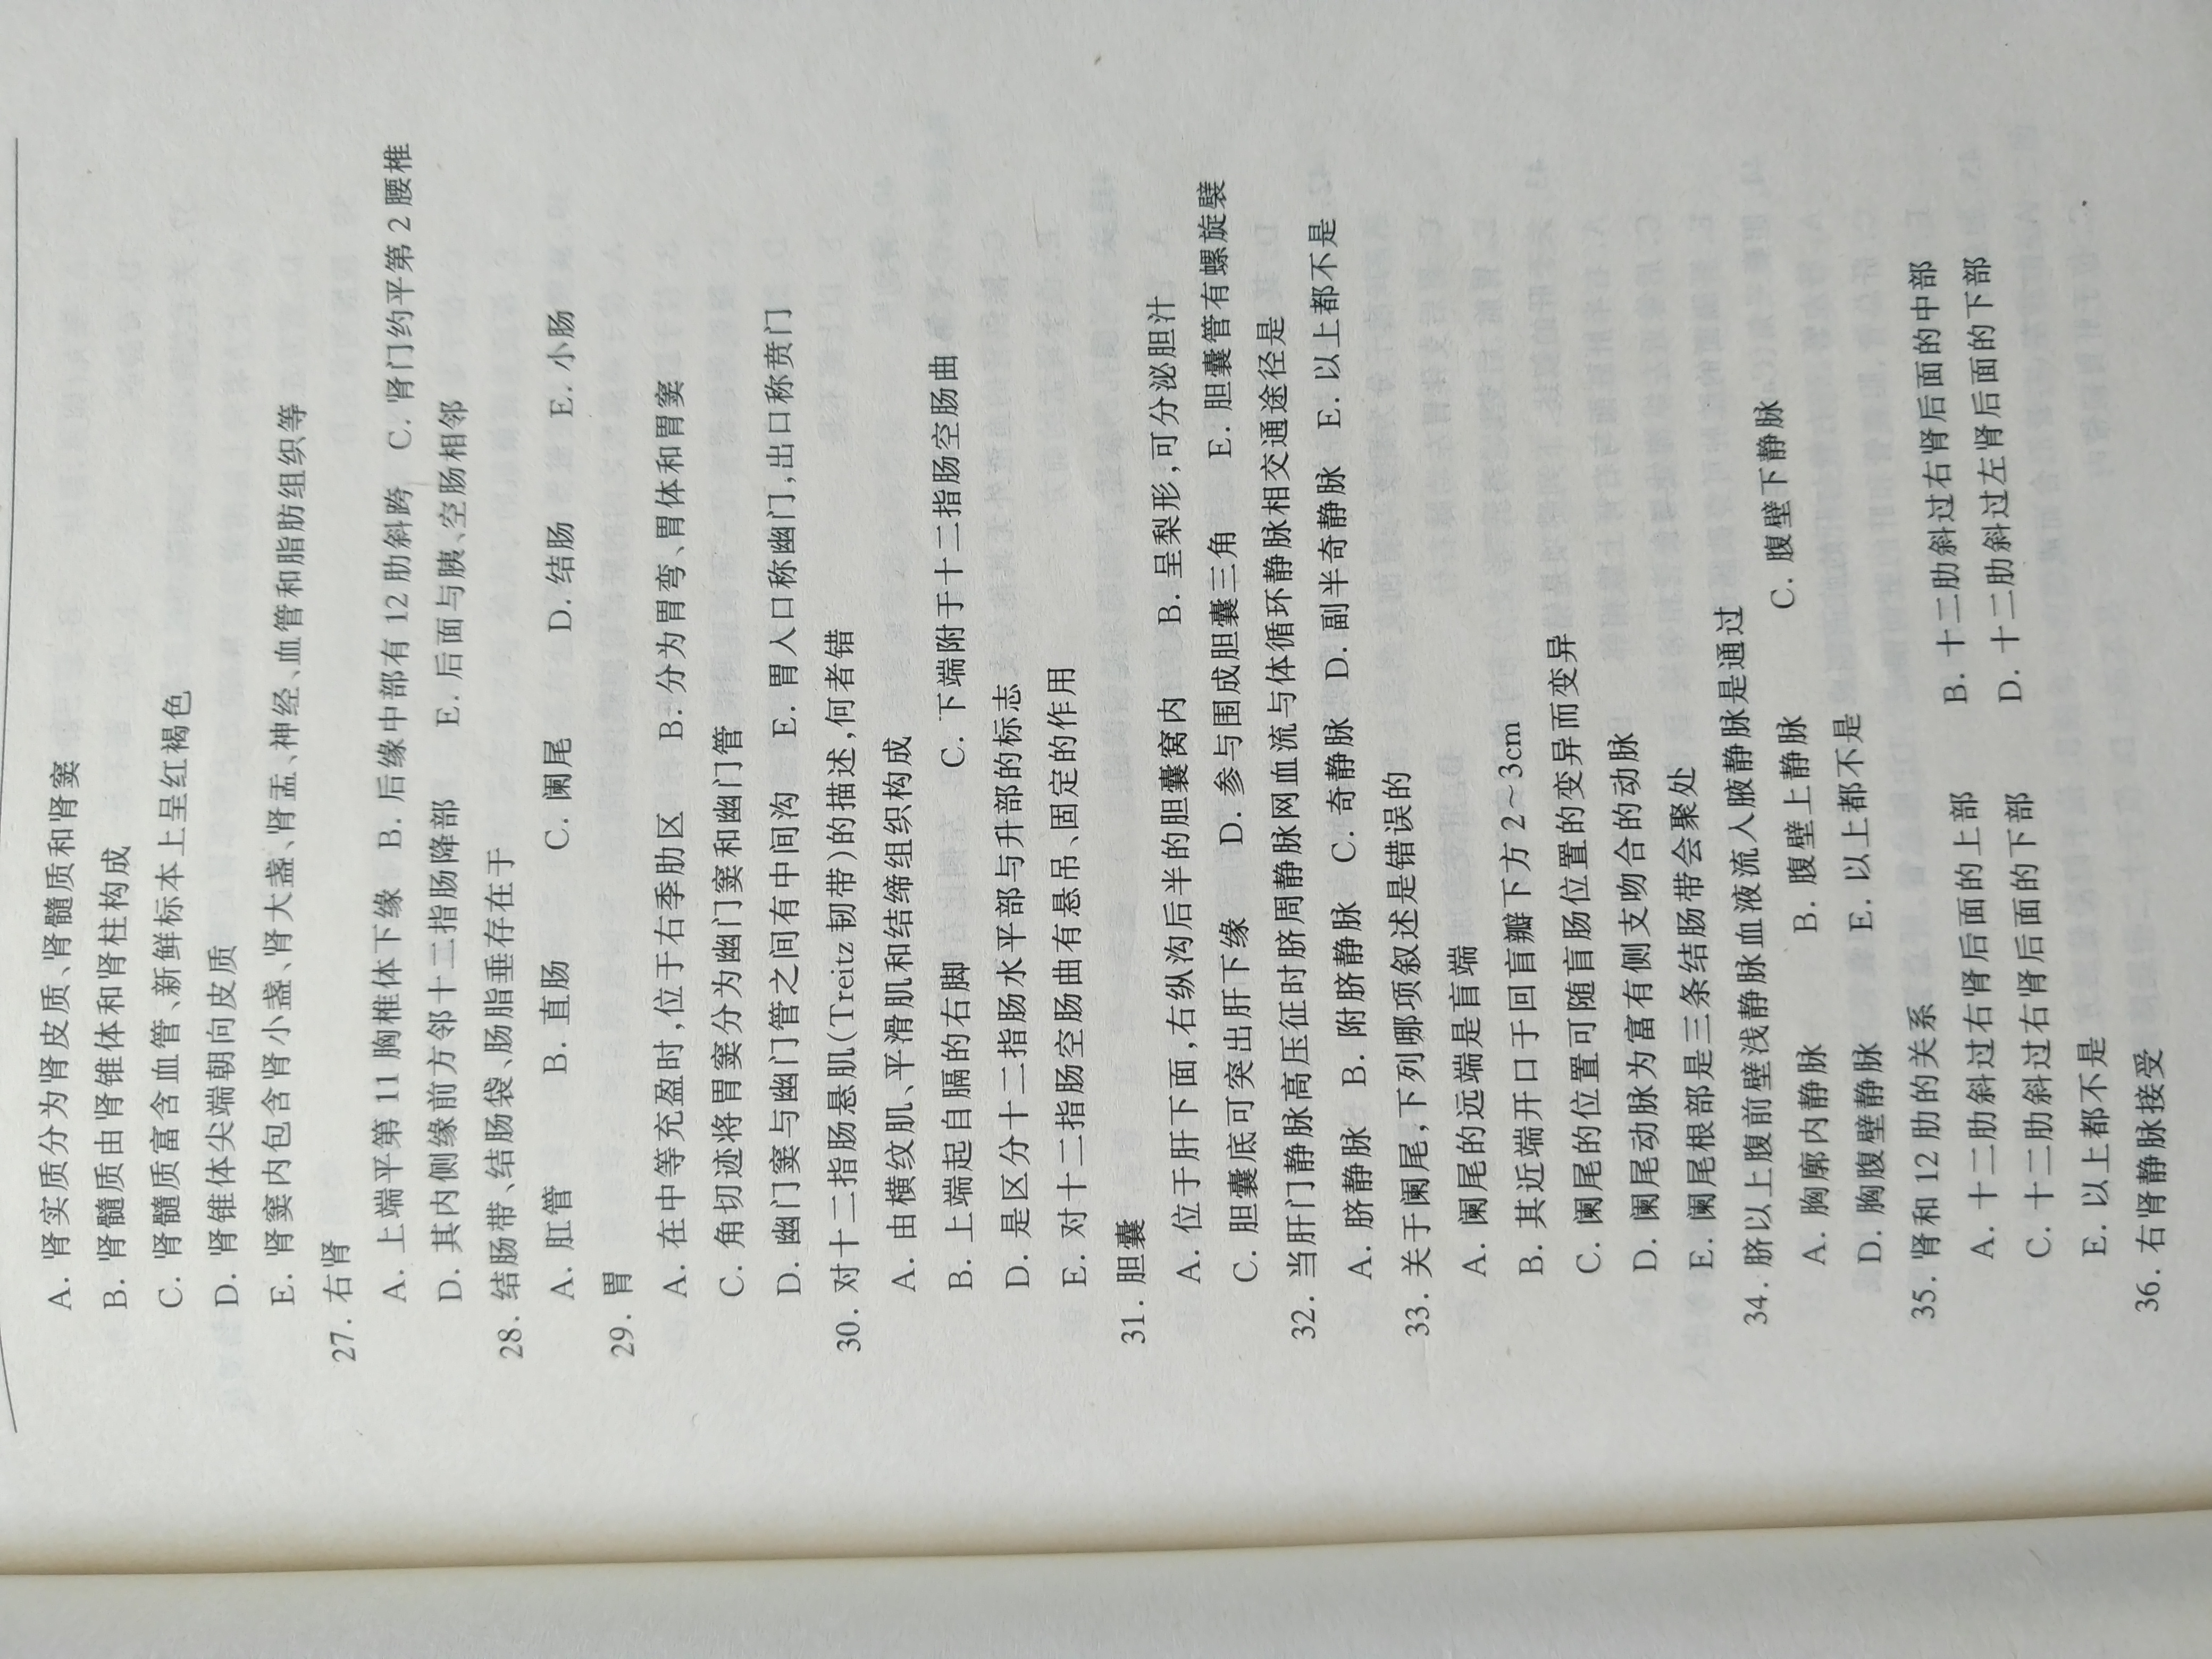 A. 肾实质分为肾皮质、肾髓质和肾窦
B. 肾髓质由肾锥体和肾柱构成
C. 肾髓质富含血管、新鲜标本上呈红褐色
D. 肾锥体尖端朝向皮质
E. 肾窦内包含肾小盏、肾大盏、肾盂、神经、血管和脂肪组织等
27. 右肾
A. 上端平第 11 胸椎体下缘 B. 后缘中部有 12 肋斜跨 C. 肾门约平第 2 腰椎
D. 其内侧缘前方邻十二指肠降部 E. 后面与胰、空肠相邻
28. 结肠带、结肠袋、肠脂垂存在于
A. 肛管 B. 直肠 C. 阑尾 D. 结肠 E. 小肠
29. 胃
A. 在中等充盈时,位于右季肋区 B. 分为胃弯、胃体和胃窦
C. 角切迹将胃窦分为幽门窦和幽门管
D. 幽门窦与幽门管之间有中间沟 E. 胃入口称幽门,出口称贲门
30. 对十二指肠悬肌(Treitz 韧带)的描述,何者错
A. 由横纹肌、平滑肌和结缔组织构成
B. 上端起自膈的右脚 C. 下端附于十二指肠空肠曲
D. 是区分十二指肠水平部与升部的标志
E. 对十二指肠空肠曲有悬吊、固定的作用
31. 胆囊
A. 位于肝下面,右纵沟后半的胆囊窝内 B. 呈梨形,可分泌胆汁
C. 胆囊底可突出肝下缘 D. 参与围成胆囊三角 E. 胆囊管有螺旋襞
32. 当肝门静脉高压征时脐周静脉网血流与体循环静脉相交通途径是
A. 脐静脉 B. 附脐静脉 C. 奇静脉 D. 副半奇静脉 E. 以上都不是
33. 关于阑尾,下列哪项叙述是错误的
A. 阑尾的远端是盲端
B. 其近端开口于回盲瓣下方 2~3cm
C. 阑尾的位置可随盲肠位置的变异而变异
D. 阑尾动脉为富有侧支吻合的动脉
E. 阑尾根部是三条结肠带会聚处
34. 脐以上腹前壁浅静脉血液流入腋静脉是通过
A. 胸廓内静脉 B. 腹壁上静脉 C. 腹壁下静脉
D. 胸腹壁静脉 E. 以上都不是
35. 肾和 12 肋的关系
A. 十二肋斜过右肾后面的上部 B. 十二肋斜过右肾后面的中部
C. 十二肋斜过右肾后面的下部 D. 十二肋斜过左肾后面的下部
E. 以上都不是
36. 右肾静脉接受